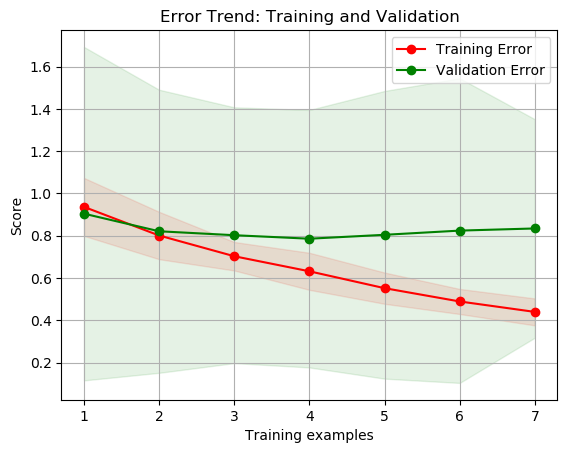 Error Trend: Training and Validation
Training Error
Validation Error
Score
1.6
1.4
1.2
1.0
0.8
0.6
0.4
0.2
1 2 3 4 5 6 7
Training examples